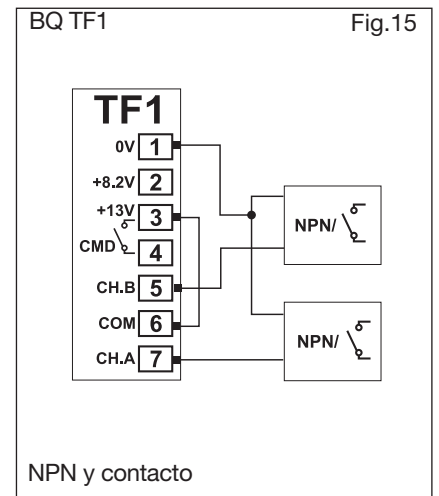 BQ TF1 Fig.15
TF1
0V 1
+8.2V 2
+13V 3
CMD 4
CH.B 5
COM 6
CH.A 7
NPN/
NPN/
NPN y contacto